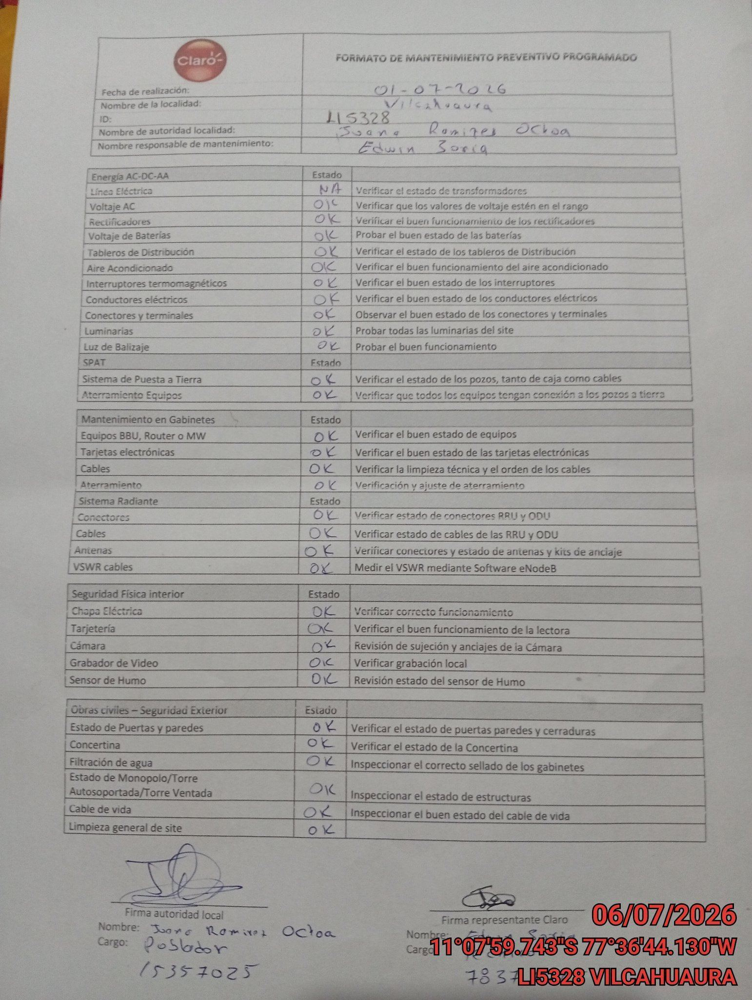 Claro
FORMATO DE MANTENIMIENTO PREVENTIVO PROGRAMADO
Fecha de realización: 01-07-2026
Nombre de la localidad: Vilcahuaura
ID: LI5328
Nombre de autoridad localidad: Juana Ramires Ochoa
Nombre responsable de mantenimiento: Edwin Soria
Energía AC-DC-AA Estado
Línea Eléctrica NA Verificar el estado de transformadores
Voltaje AC OK Verificar que los valores de voltaje estén en el rango
Rectificadores OK Verificar el buen funcionamiento de los rectificadores
Voltaje de Baterías OK Probar el buen estado de las baterías
Tableros de Distribución OK Verificar el estado de los tableros de Distribución
Aire Acondicionado OK Verificar el buen funcionamiento del aire acondicionado
Interruptores termomagnéticos OK Verificar el buen estado de los interruptores
Conductores eléctricos OK Verificar el buen estado de los conductores eléctricos
Conectores y terminales OK Observar el buen estado de los conectores y terminales
Luminarias OK Probar todas las luminarias del site
Luz de Balizaje OK Probar el buen funcionamiento
SPAT Estado
Sistema de Puesta a Tierra OK Verificar el estado de los pozos, tanto de caja como cables
Aterramiento Equipos OK Verificar que todos los equipos tengan conexión a los pozos a tierra
Mantenimiento en Gabinetes Estado
Equipos BBU, Router o MW OK Verificar el buen estado de equipos
Tarjetas electrónicas OK Verificar el buen estado de las tarjetas electrónicas
Cables OK Verificar la limpieza técnica y el orden de los cables
Aterramiento OK Verificación y ajuste de aterramiento
Sistema Radiante Estado
Conectores OK Verificar estado de conectores RRU y ODU
Cables OK Verificar estado de cables de las RRU y ODU
Antenas OK Verificar conectores y estado de antenas y kits de anclaje
VSWR cables OK Medir el VSWR mediante Software eNodeB
Seguridad Física interior Estado
Chapa Eléctrica OK Verificar correcto funcionamiento
Tarjetería OK Verificar el buen funcionamiento de la lectora
Cámara OK Revisión de sujeción y anclajes de la Cámara
Grabador de Video OK Verificar grabación local
Sensor de Humo OK Revisión estado del sensor de Humo
Obras civiles – Seguridad Exterior Estado
Estado de Puertas y paredes OK Verificar el estado de puertas paredes y cerraduras
Concertina OK Verificar el estado de la Concertina
Filtración de agua OK Inspeccionar el correcto sellado de los gabinetes
Estado de Monopolo/Torre
Autosoportada/Torre Ventada OK Inspeccionar el estado de estructuras
Cable de vida OK Inspeccionar el buen estado del cable de vida
Limpieza general de site OK
Firma autoridad local
Nombre: Juana Ramirez Ochoa
Cargo: Poblador
15357025
Firma representante Claro
Nombre: Edwin Soria
Cargo
06/07/2026
11°07'59.743"S 77°36'44.130"W
LI5328 VILCAHUAURA